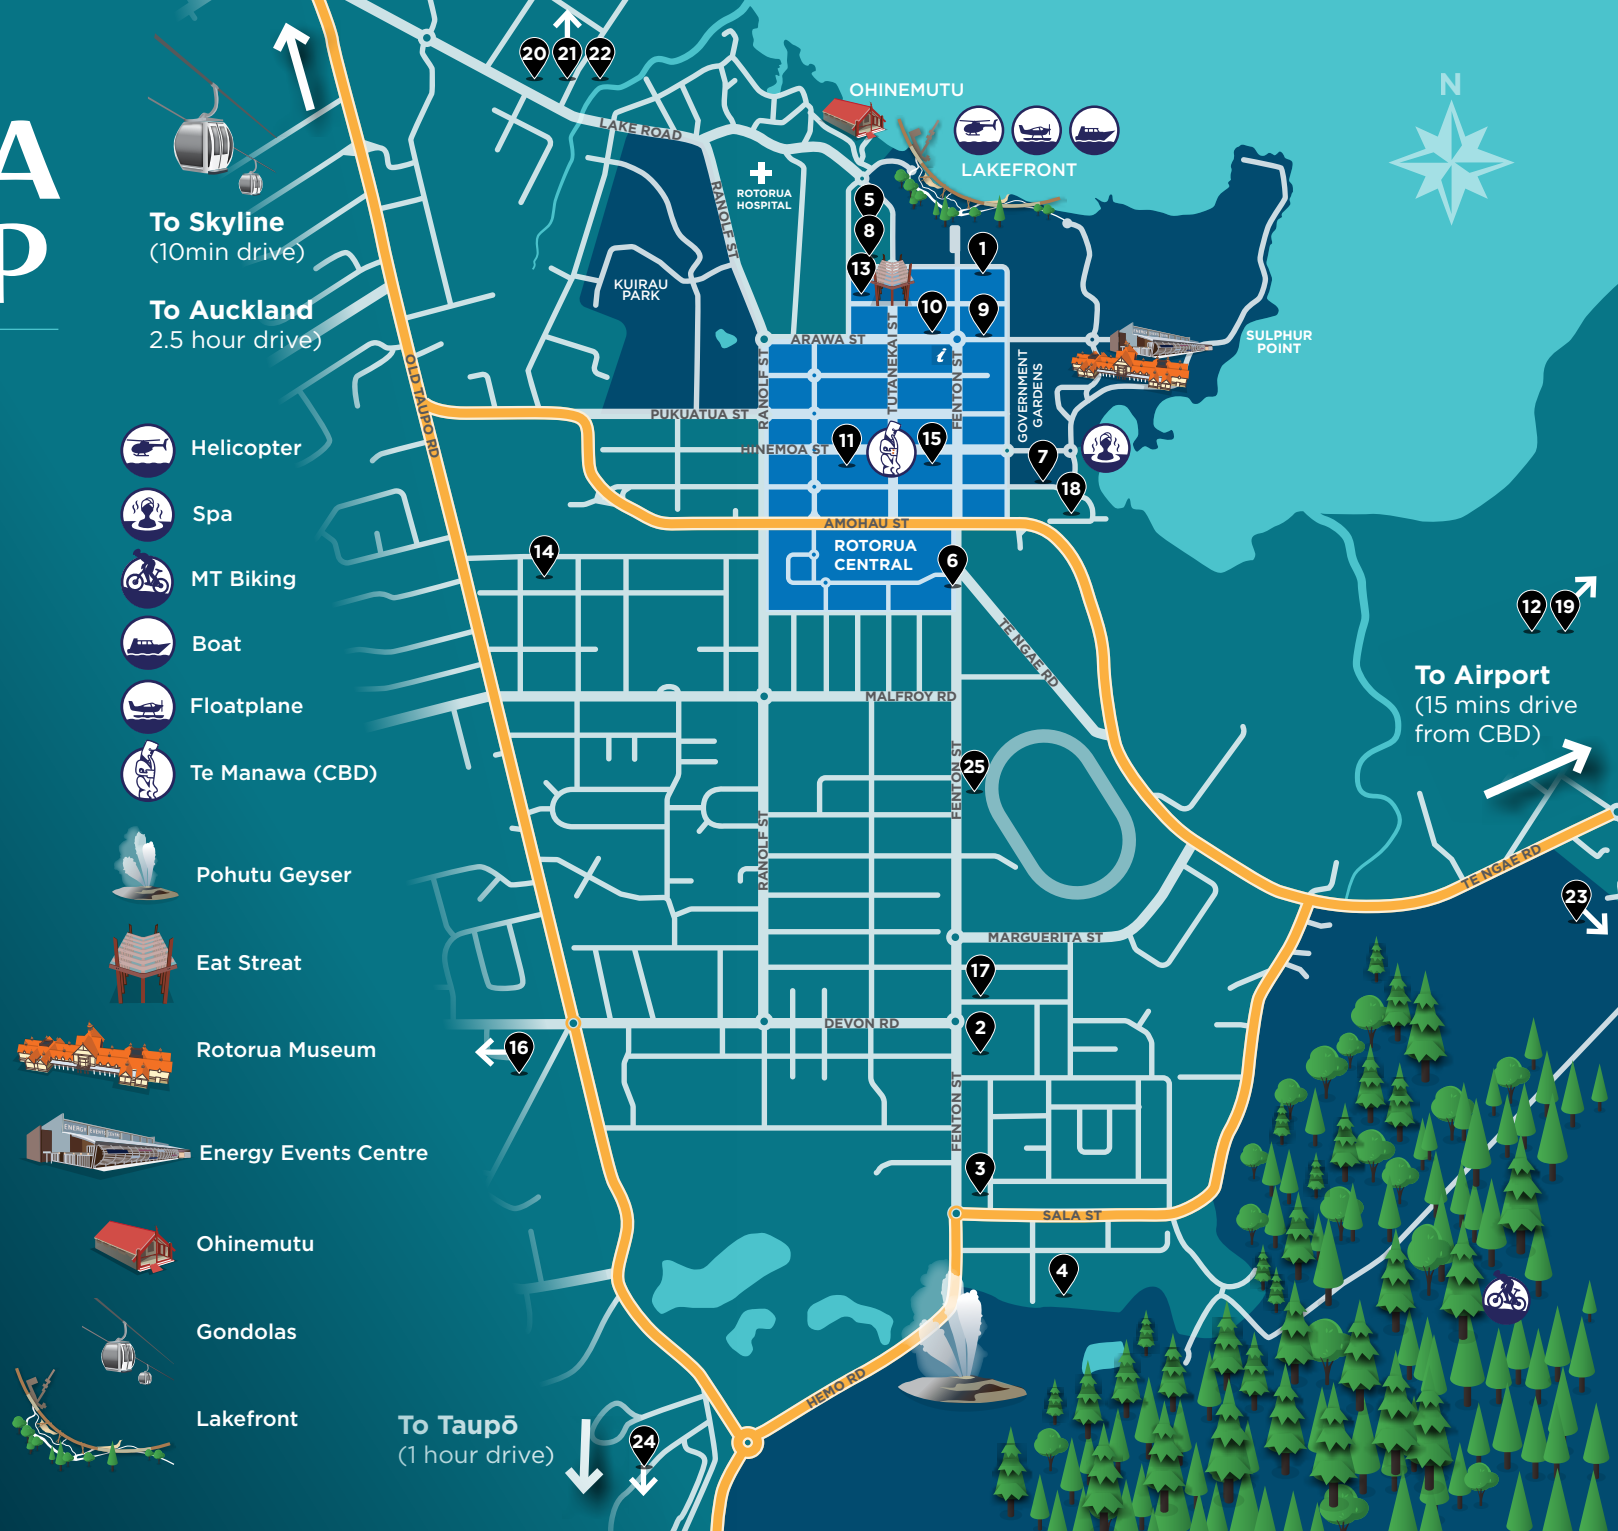 A
P
To Skyline
(10min drive)
To Auckland
2.5 hour drive)
Helicopter
Spa
MT Biking
Boat
Floatplane
Te Manawa (CBD)
Pohutu Geyser
Eat Streat
Rotorua Museum
Energy Events Centre
Ohinemutu
Gondolas
Lakefront
20
21
22
LAKE ROAD
RANOLF ST
ROTORUA
HOSPITAL
KUIRAU
PARK
OHINEMUTU
LAKEFRONT
N
5
8
13
1
10
9
ARAWA ST
i
TUTANEKAI ST
FENTON ST
RANOLF ST
GOVERNMENT
GARDENS
SULPHUR
POINT
OLD TAUPO RD
PUKUATUA ST
HINEMOA ST
11
15
7
18
AMOHAU ST
ROTORUA
CENTRAL
14
6
12
19
TE NGAE RD
To Airport
(15 mins drive
from CBD)
MALFROY RD
FENTON ST
25
RANOLF ST
TE NGAE RD
23
MARGUERITA ST
17
DEVON RD
2
16
FENTON ST
3
SALA ST
4
HEMO RD
To Taupō
(1 hour drive)
24